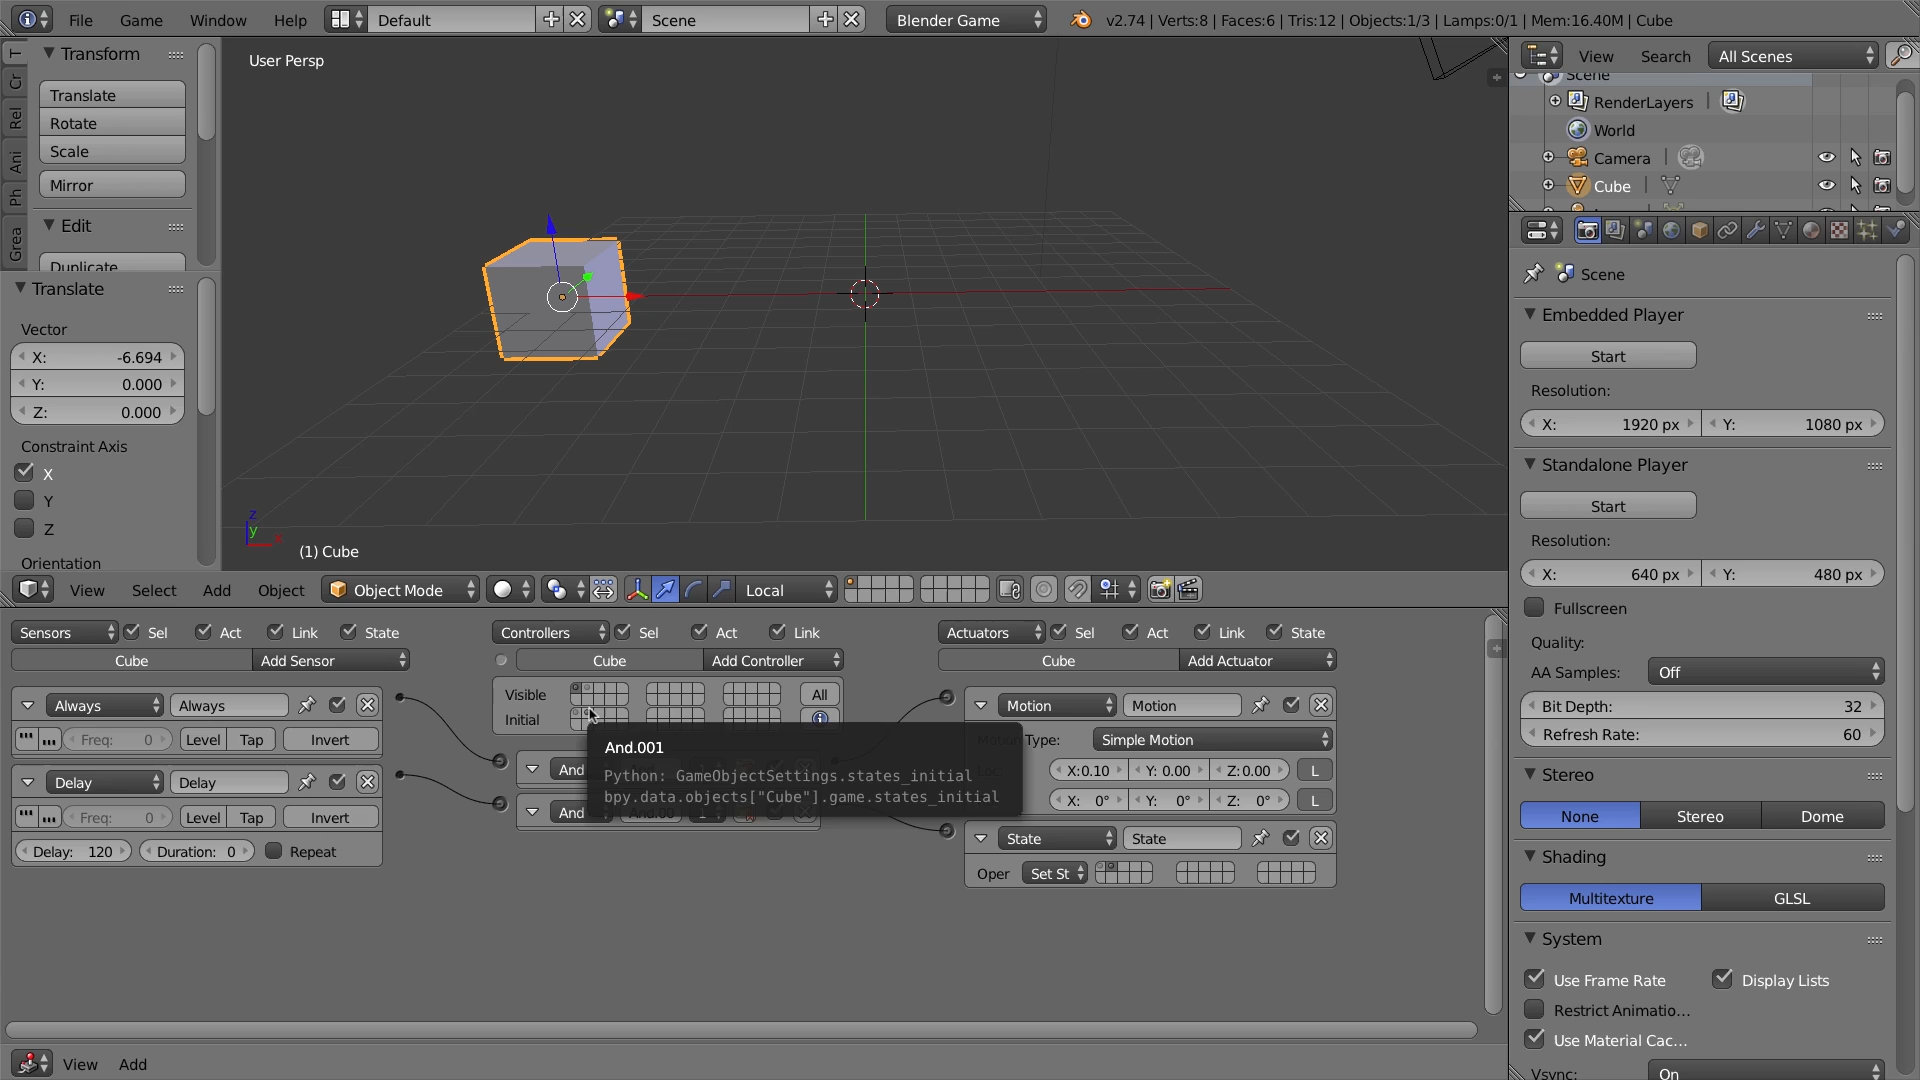 File Game Window Help Default Scene Blender Game v2.74 | Verts:8 | Faces:6 | Tris:12 | Objects:1/3 | Lamps:0/1 | Mem:16.40M | Cube
T
Cr
Rel
Ani
Ph
Grea
Transform
Translate
Rotate
Scale
Mirror
Edit
Duplicate
Translate
Vector
X: -6.694
Y: 0.000
Z: 0.000
Constraint Axis
X
Y
Z
Orientation
User Persp
z
y
x
(1) Cube
View Search All Scenes
Scene
RenderLayers
World
Camera
Cube
Scene
Embedded Player
Start
Resolution:
X: 1920 px Y: 1080 px
Standalone Player
Start
Resolution:
X: 640 px Y: 480 px
Fullscreen
Quality:
AA Samples: Off
Bit Depth: 32
Refresh Rate: 60
Stereo
None Stereo Dome
Shading
Multitexture GLSL
System
Use Frame Rate Display Lists
Restrict Animatio...
Use Material Cac...
Vsync: On
View Select Add Object Object Mode Local
Sensors Sel Act Link State
Cube Add Sensor
Always Always
Freq: 0 Level Tap Invert
Delay Delay
Freq: 0 Level Tap Invert
Delay: 120 Duration: 0 Repeat
Controllers Sel Act Link
Cube Add Controller
Visible All
Initial
And
And
And.001
Python: GameObjectSettings.states_initial
bpy.data.objects["Cube"].game.states_initial
Actuators Sel Act Link State
Cube Add Actuator
Motion Motion
Type: Simple Motion
X:0.10 Y: 0.00 Z:0.00 L
X: 0° Y: 0° Z: 0° L
State State
Oper Set St
View Add